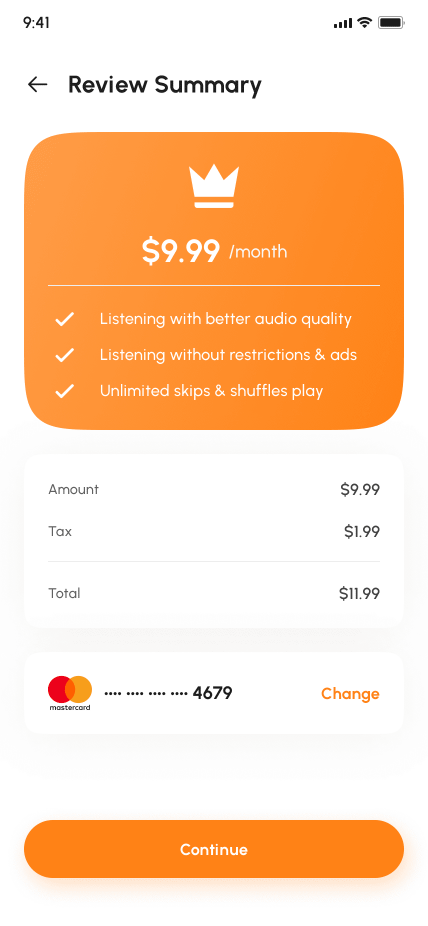 9:41
Review Summary
$9.99 /month
Listening with better audio quality
Listening without restrictions & ads
Unlimited skips & shuffles play
Amount $9.99
Tax $1.99
Total $11.99
mastercard
•••• •••• •••• •••• 4679 Change
Continue